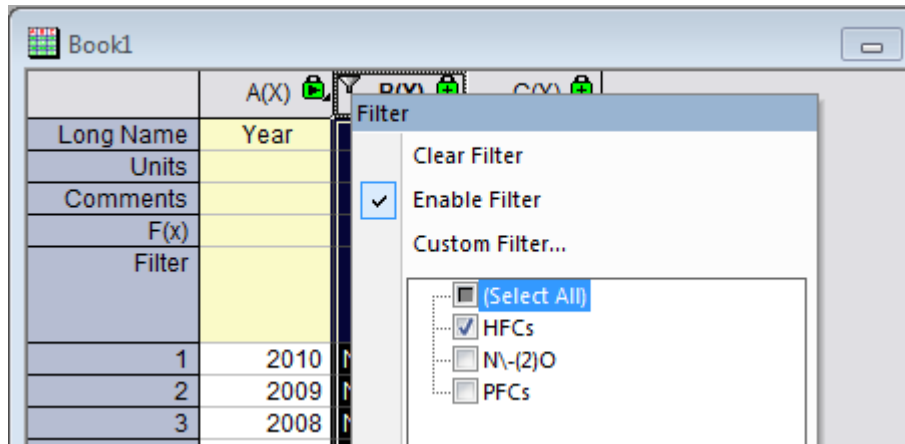 Book1
A(X) B(Y) C(X)
Filter
Long Name Year
Clear Filter
Units
Comments
Enable Filter
F(x)
Custom Filter...
Filter
(Select All)
HFCs
N\-(2)O
PFCs
1 2010 N
2 2009 N
3 2008 N